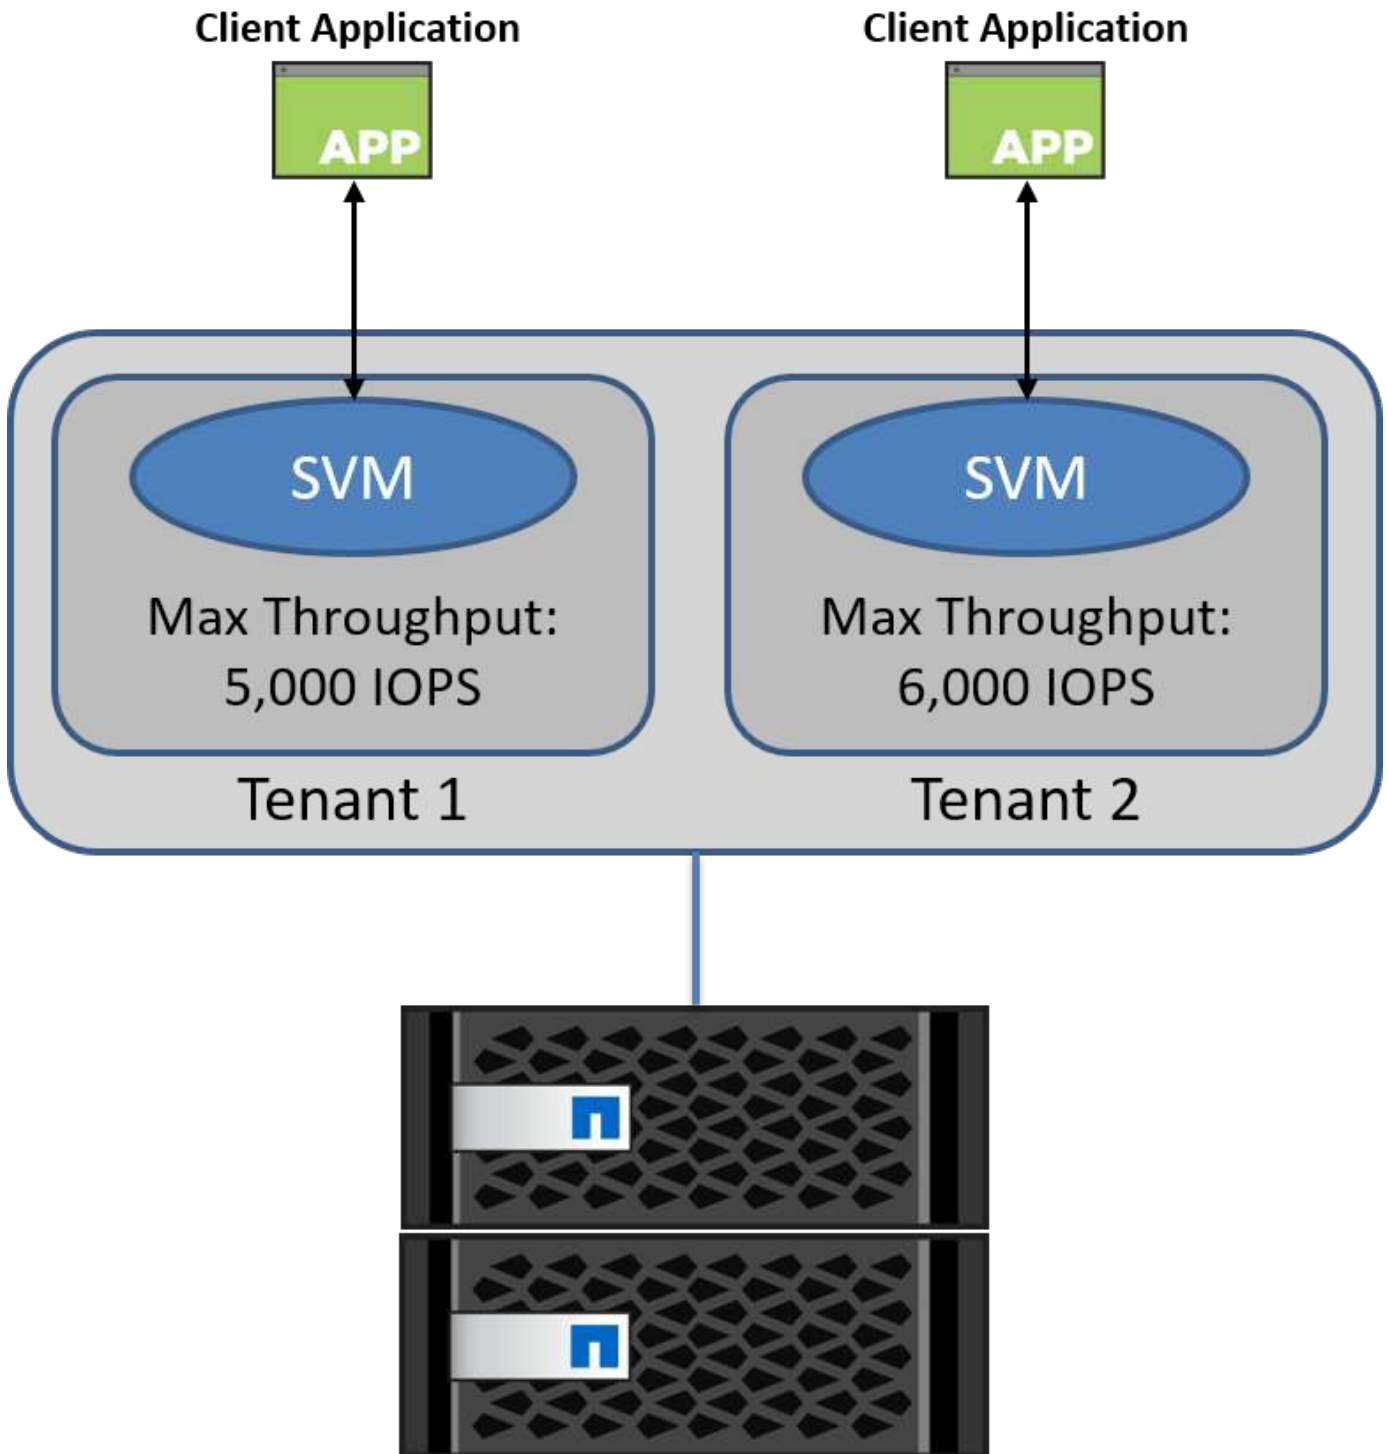 Client Application
Client Application
APP
APP
SVM
SVM
Max Throughput:
5,000 IOPS
Max Throughput:
6,000 IOPS
Tenant 1
Tenant 2